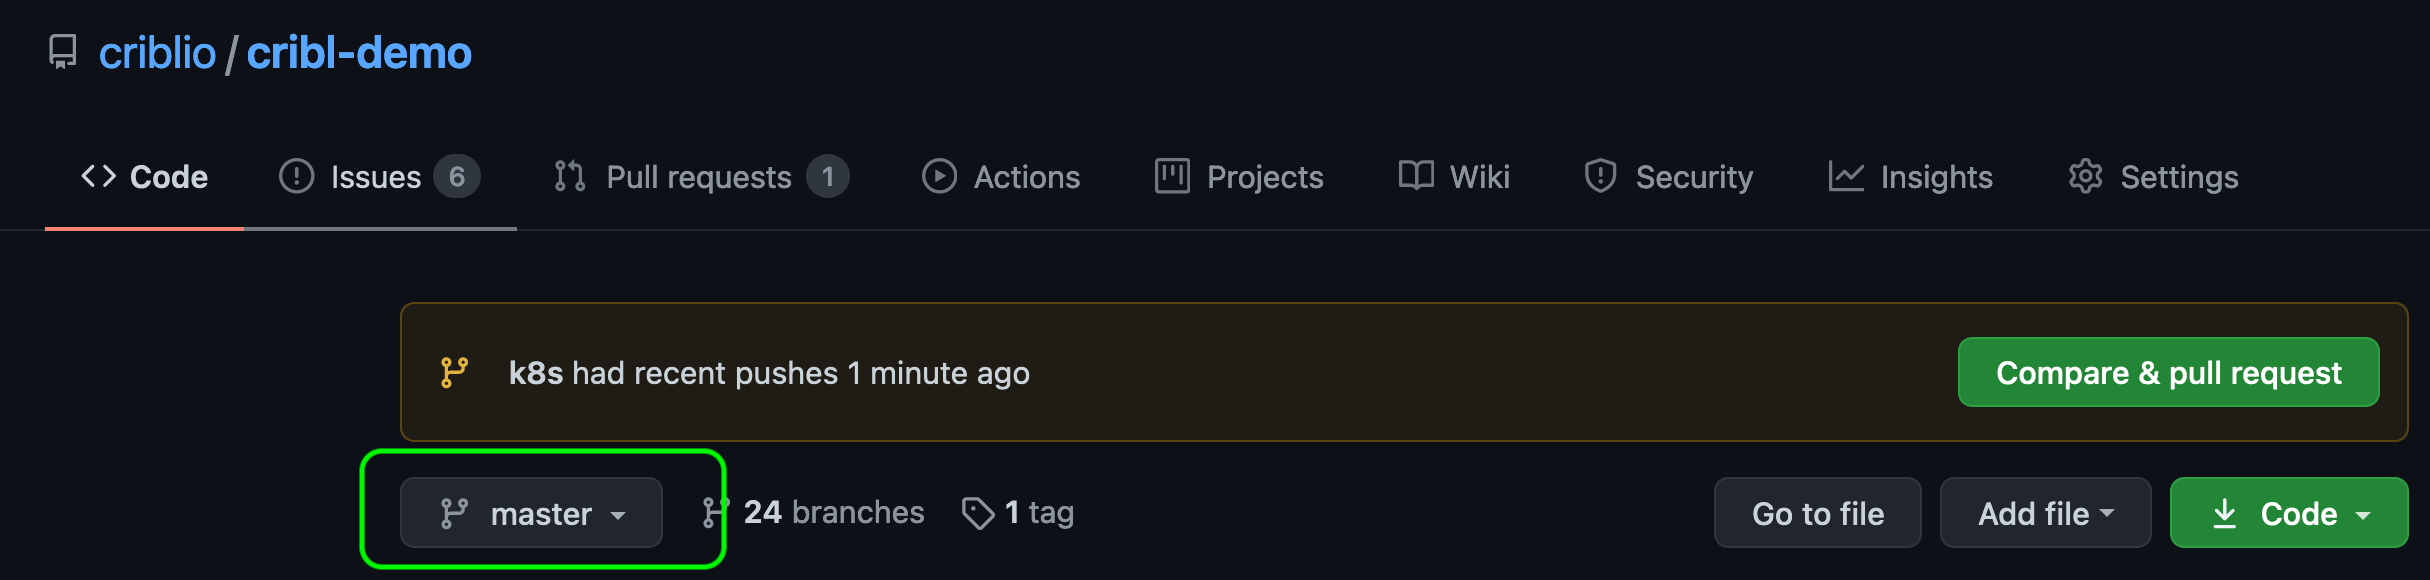 criblio / cribl-demo
Code Issues 6 Pull requests 1 Actions Projects Wiki Security Insights Settings
k8s had recent pushes 1 minute ago Compare & pull request
master 24 branches 1 tag Go to file Add file Code